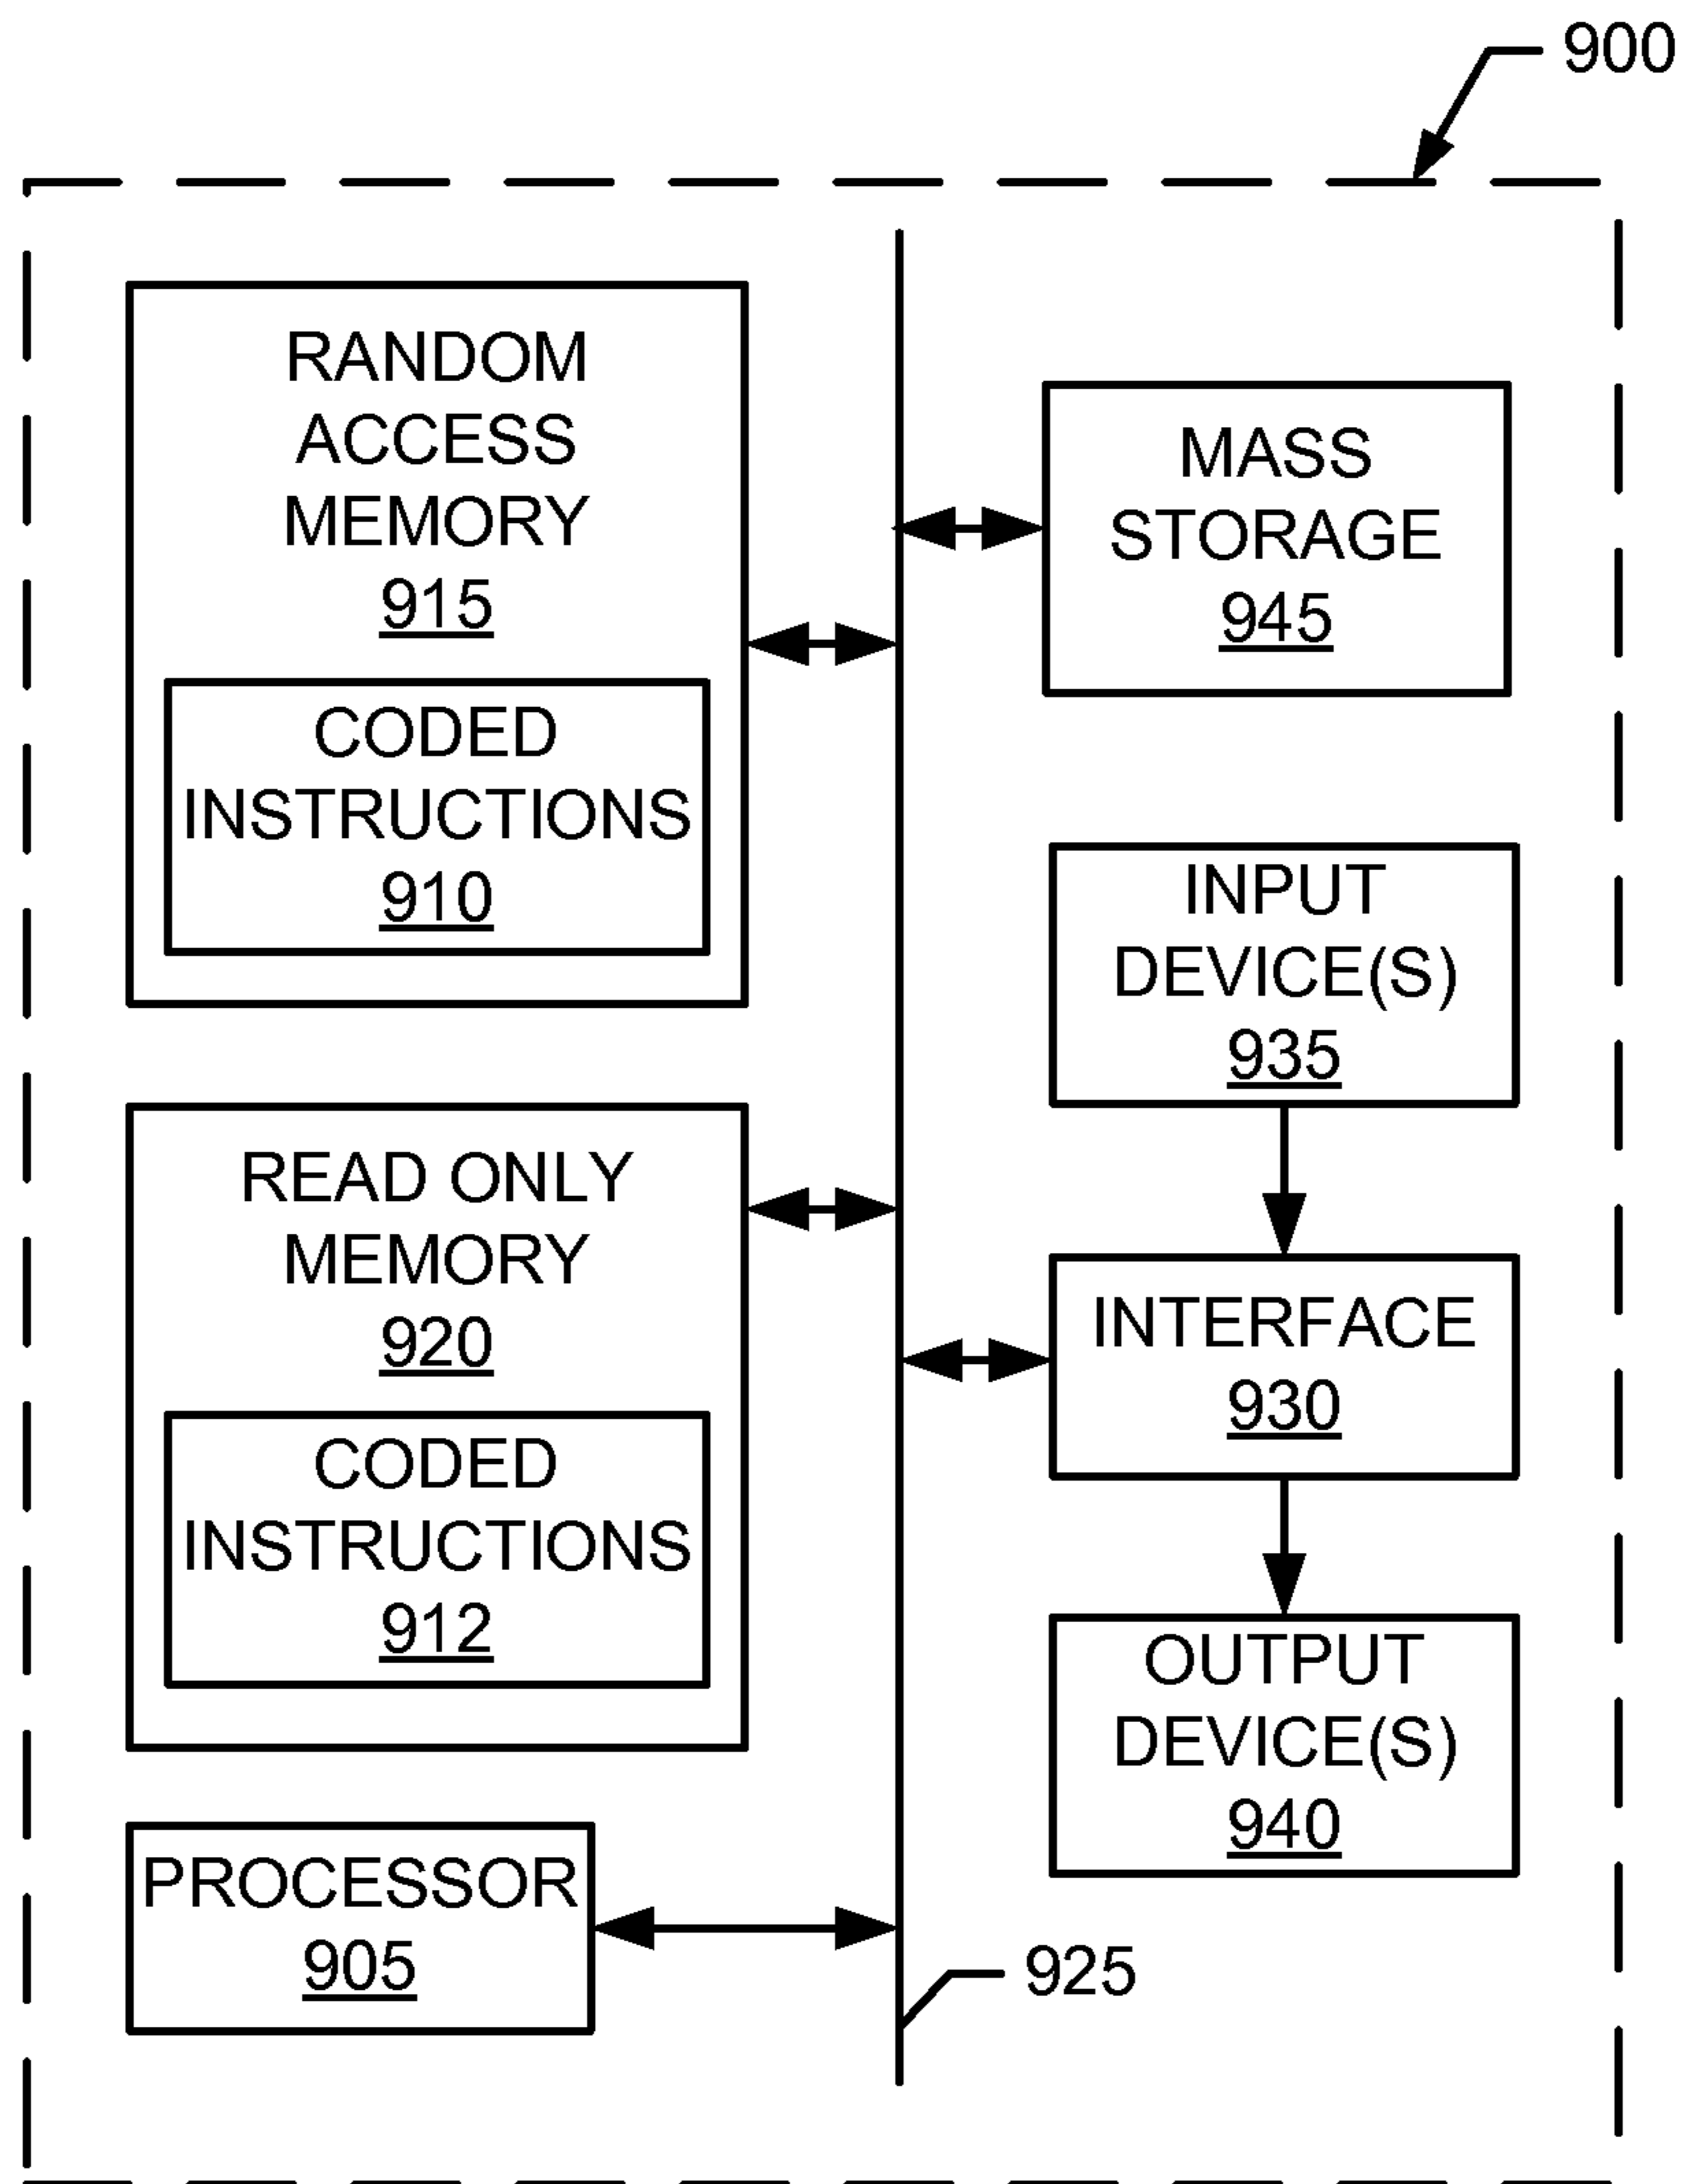 900
RANDOM
ACCESS
MEMORY
915
CODED
INSTRUCTIONS
910
MASS
STORAGE
945
INPUT
DEVICE(S)
935
READ ONLY
MEMORY
920
CODED
INSTRUCTIONS
912
INTERFACE
930
OUTPUT
DEVICE(S)
940
PROCESSOR
905
925